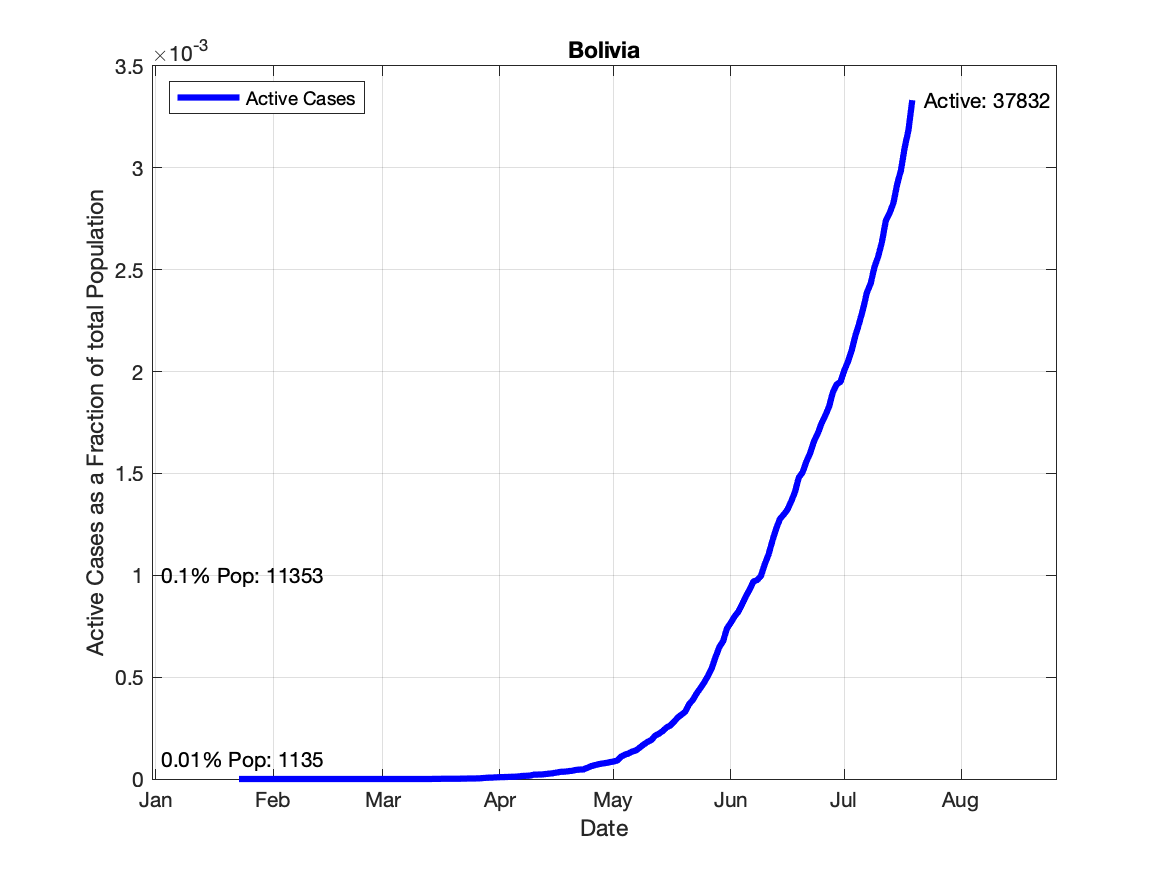 Bolivia
×10-3
3.5
3
2.5
2
1.5
1
0.5
0
Active Cases as a Fraction of total Population
Active Cases
Active: 37832
0.1% Pop: 11353
0.01% Pop: 1135
Jan Feb Mar Apr May Jun Jul Aug
Date